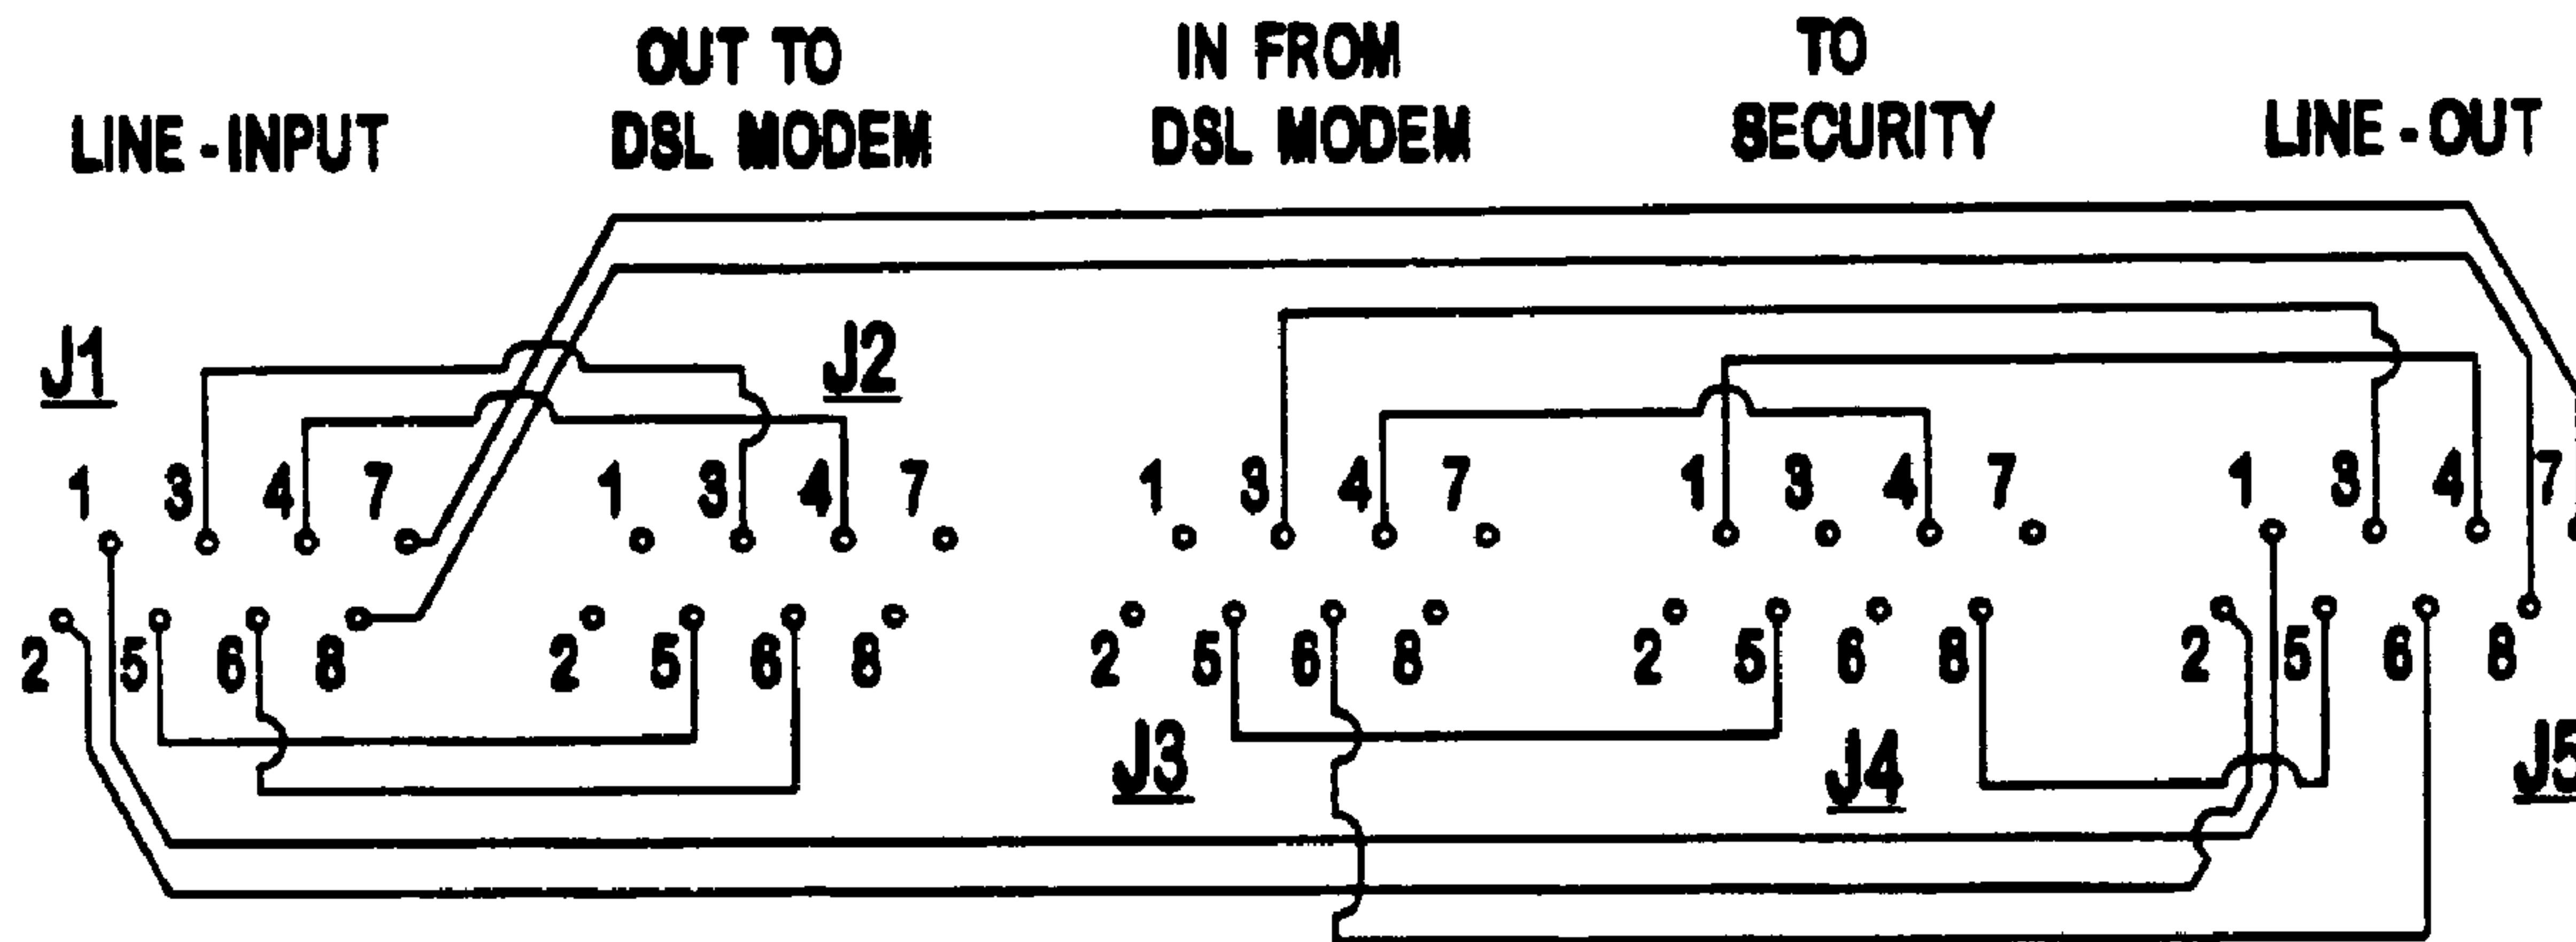 OUT TO
DSL MODEM
IN FROM
DSL MODEM
TO
SECURITY
LINE - INPUT
LINE - OUT
J1
J2
1 3 4 7
1 3 4 7
1 3 4 7
1 3 4 7
1 3 4 7
2 5 6 8
2 5 6 8
2 5 6 8
2 5 6 8
2 5 6 8
J3
J4
J5